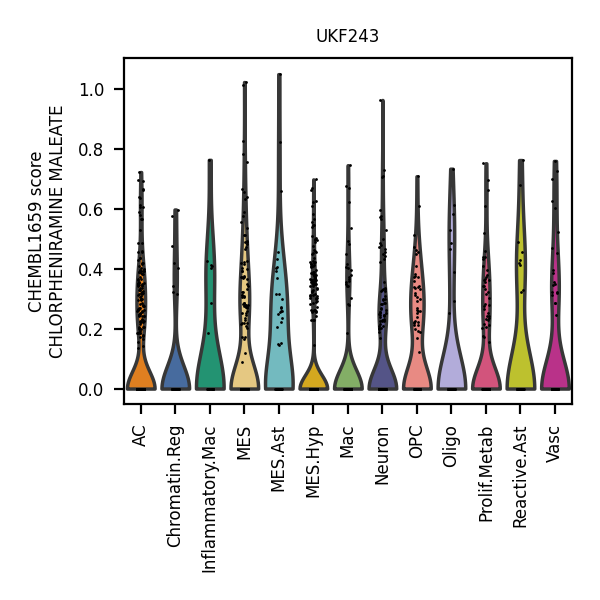 UKF243
CHEMBL1659 score
CHLORPHENIRAMINE MALEATE
1.0
0.8
0.6
0.4
0.2
0.0
AC
Chromatin.Reg
Inflammatory.Mac
MES
MES.Ast
MES.Hyp
Mac
Neuron
OPC
Oligo
Prolif.Metab
Reactive.Ast
Vasc